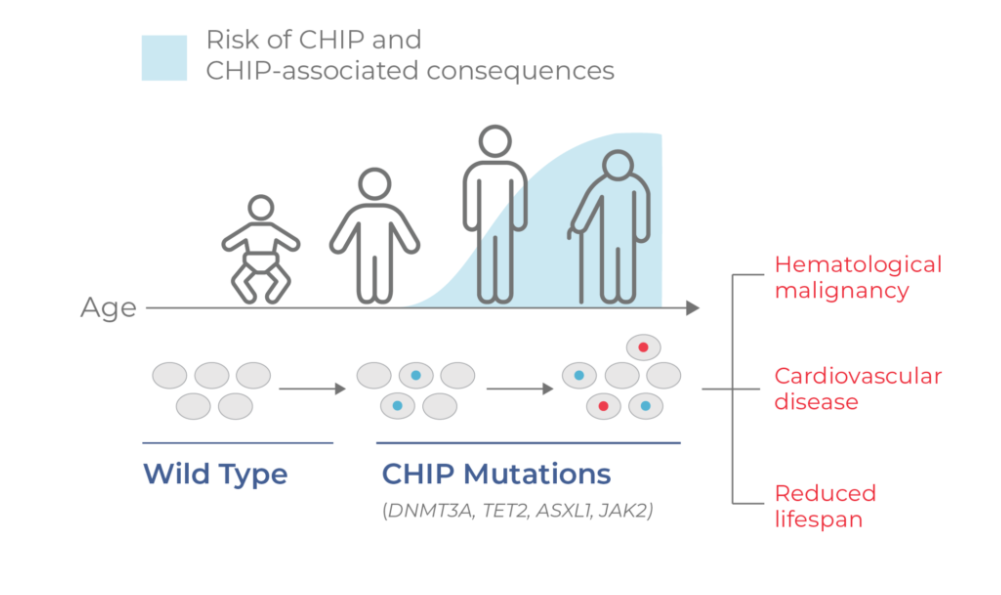 Risk of CHIP and
CHIP-associated consequences
Age
Hematological
malignancy
Cardiovascular
disease
Reduced
lifespan
Wild Type
CHIP Mutations
(DNMT3A, TET2, ASXL1, JAK2)